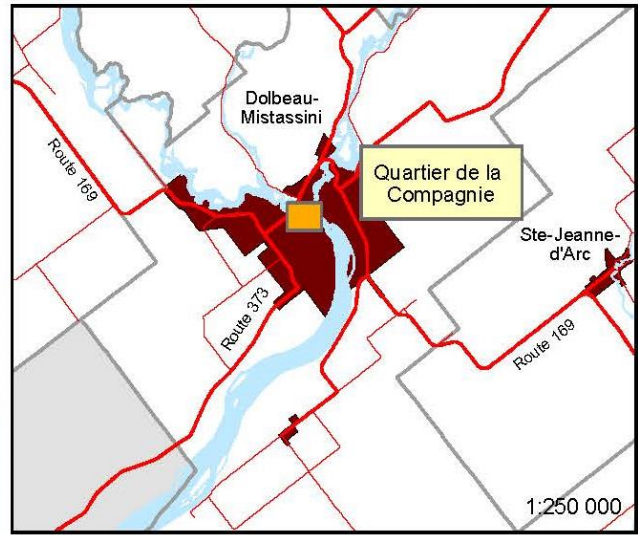 Dolbeau-
Mistassini
Route 169
Quartier de la
Compagnie
Ste-Jeanne-
d'Arc
Route 373
Route 169
1:250 000